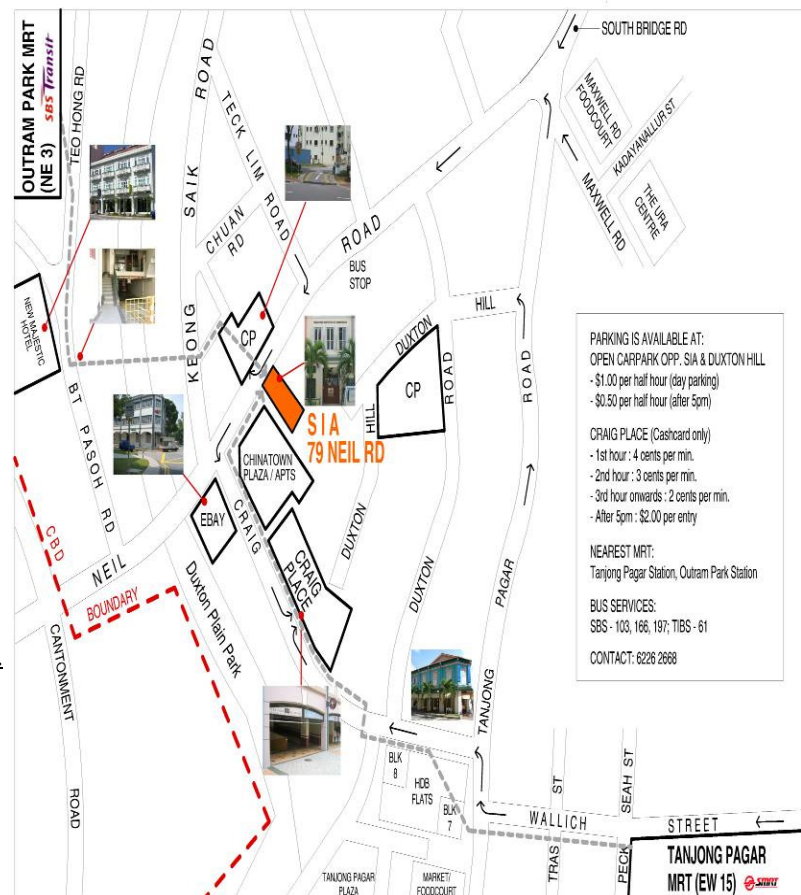 OUTRAM PARK MRT
(NE 3)
SBS Transit
TEO HONG RD
KEONG SAIK ROAD
TECK LIM ROAD
CHUAN
RD
SOUTH BRIDGE RD
MAXWELL RD
FOODCOURT
KADAYANALLUR ST
THE URA
CENTRE
MAXWELL RD
ROAD
BUS
STOP
NEW MAJESTIC
HOTEL
CP
DUXTON HILL
CP
DUXTON HILL
DUXTON ROAD
TANJONG PAGAR ROAD
SIA
79 NEIL RD
BT PASOH RD
CHINATOWN
PLAZA / APTS
EBAY
CRAIG
CRAIG
PLACE
NEIL
CBD
BOUNDARY
Duxton Plain Park
CANTONMENT ROAD
PARKING IS AVAILABLE AT:
OPEN CARPARK OPP. SIA & DUXTON HILL
- $1.00 per half hour (day parking)
- $0.50 per half hour (after 5pm)
CRAIG PLACE (Cashcard only)
- 1st hour : 4 cents per min.
- 2nd hour : 3 cents per min.
- 3rd hour onwards : 2 cents per min.
- After 5pm : $2.00 per entry
NEAREST MRT:
Tanjong Pagar Station, Outram Park Station
BUS SERVICES:
SBS - 103, 166, 197; TIBS - 61
CONTACT: 6226 2668
BLK
8
HDB
FLATS
BLK
7
WALLICH STREET
TRAS ST
PECK SEAH ST
TANJONG PAGAR
PLAZA
MARKET/
FOODCOURT
TANJONG PAGAR
MRT (EW 15)
SMRT